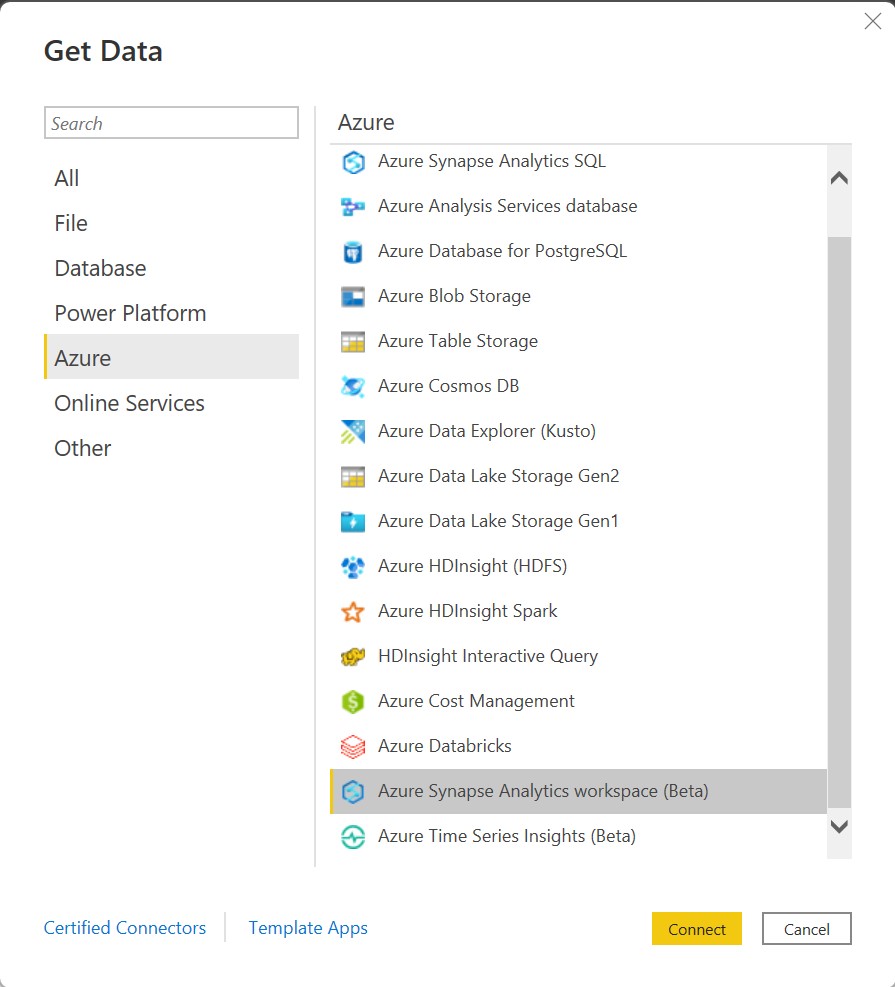 Get Data
Search
All
File
Database
Power Platform
Azure
Online Services
Other
Azure
Azure Synapse Analytics SQL
Azure Analysis Services database
Azure Database for PostgreSQL
Azure Blob Storage
Azure Table Storage
Azure Cosmos DB
Azure Data Explorer (Kusto)
Azure Data Lake Storage Gen2
Azure Data Lake Storage Gen1
Azure HDInsight (HDFS)
Azure HDInsight Spark
HDInsight Interactive Query
Azure Cost Management
Azure Databricks
Azure Synapse Analytics workspace (Beta)
Azure Time Series Insights (Beta)
Certified Connectors
Template Apps
Connect
Cancel